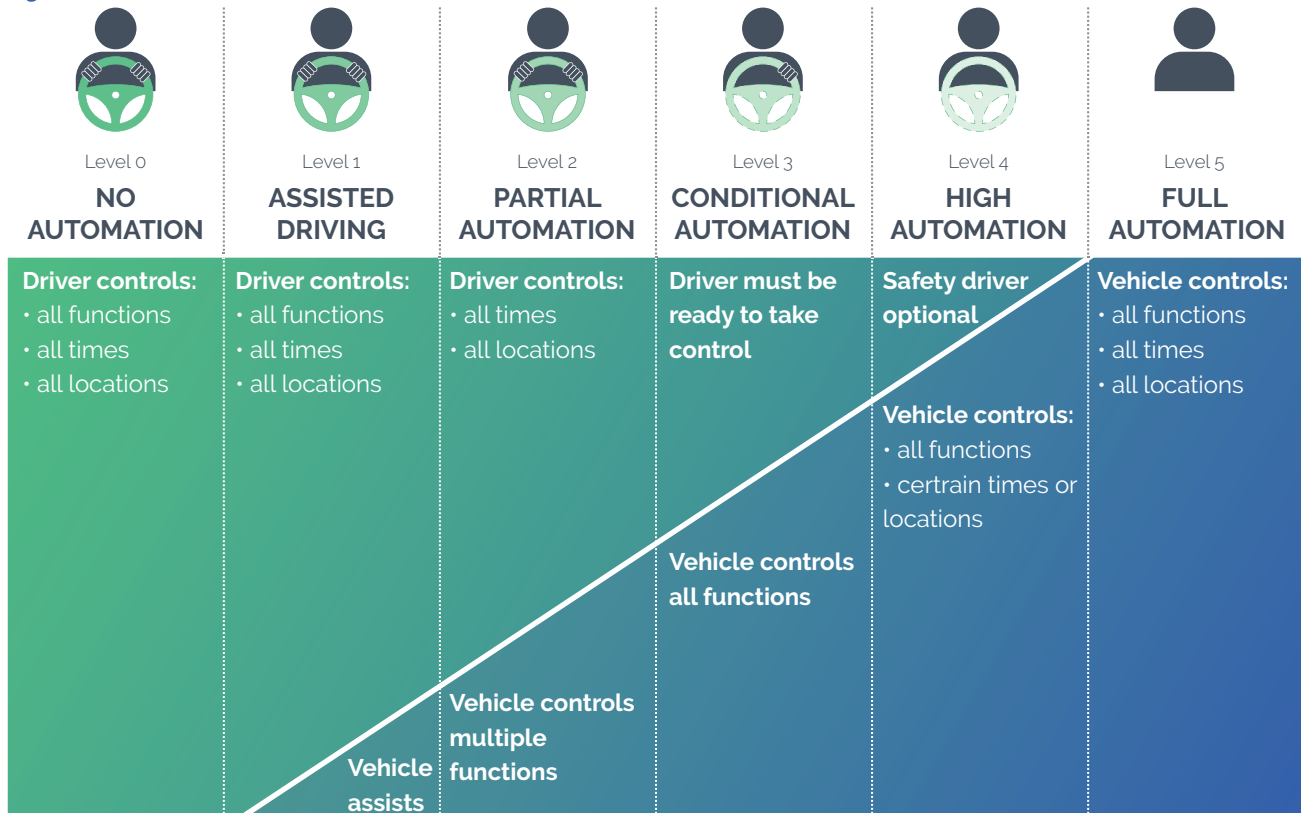 Level 0
NO
AUTOMATION
Driver controls:
• all functions
• all times
• all locations
Level 1
ASSISTED
DRIVING
Driver controls:
• all functions
• all times
• all locations
Vehicle
assists
Level 2
PARTIAL
AUTOMATION
Driver controls:
• all times
• all locations
Vehicle controls
multiple
functions
Level 3
CONDITIONAL
AUTOMATION
Driver must be
ready to take
control
Vehicle controls
all functions
Level 4
HIGH
AUTOMATION
Safety driver
optional
Vehicle controls:
• all functions
• certrain times or
locations
Level 5
FULL
AUTOMATION
Vehicle controls:
• all functions
• all times
• all locations